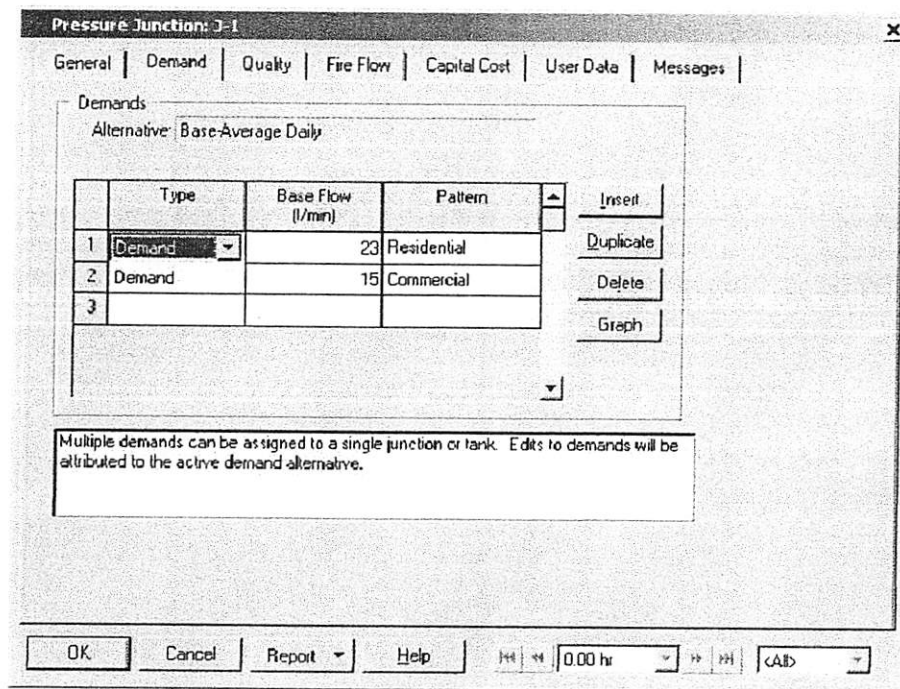 Pressure Junction: J-1
General Demand Quality Fire Flow Capital Cost User Data Messages
Demands
Alternative: Base-Average Daily
Type Base Flow (l/min) Pattern
1 Demand 23 Residential
2 Demand 15 Commercial
3
Insert
Duplicate
Delete
Graph
Multiple demands can be assigned to a single junction or tank. Edits to demands will be
attributed to the active demand alternative.
OK Cancel Report Help 0.00 hr <All>